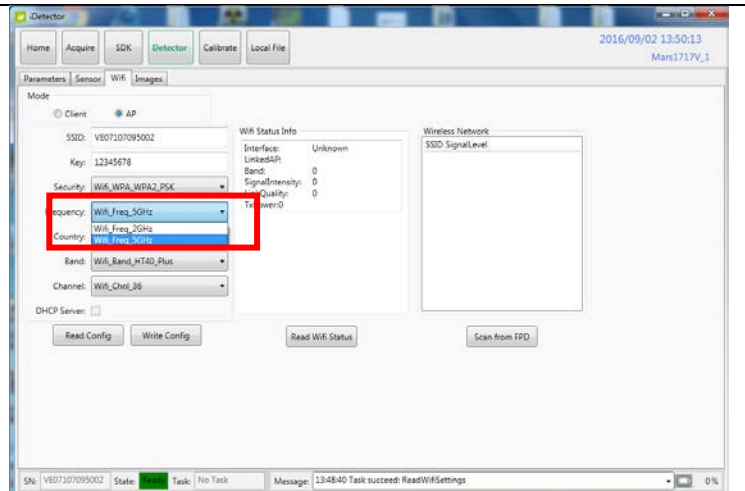 iDetector
Home Acquire SDK Detector Calibrate Local File
2016/09/02 13:50:13
Mars1717V_1
Parameters Sensor Wifi Images
Mode
Client AP
SSID: VE07107095002
Key: 12345678
Security: Wifi_WPA_WPA2_PSK
Frequency: Wifi_Freq_5GHz
Wifi_Freq_2GHz
Wifi_Freq_5GHz
Country:
Band: Wifi_Band_HT40_Plus
Channel: Wifi_Chnl_36
DHCP Server:
Read Config Write Config
Wifi Status Info
Interface: Unknown
LinkedAP:
Band: 0
SignalIntensity: 0
LinkQuality: 0
TxPower:0
Read Wifi Status
Wireless Network
SSID SignalLevel
Scan from FPD
SN: VE07107095002 State: Ready Task: No Task Message: 13:48:40 Task succeed: ReadWifiSettings 0%